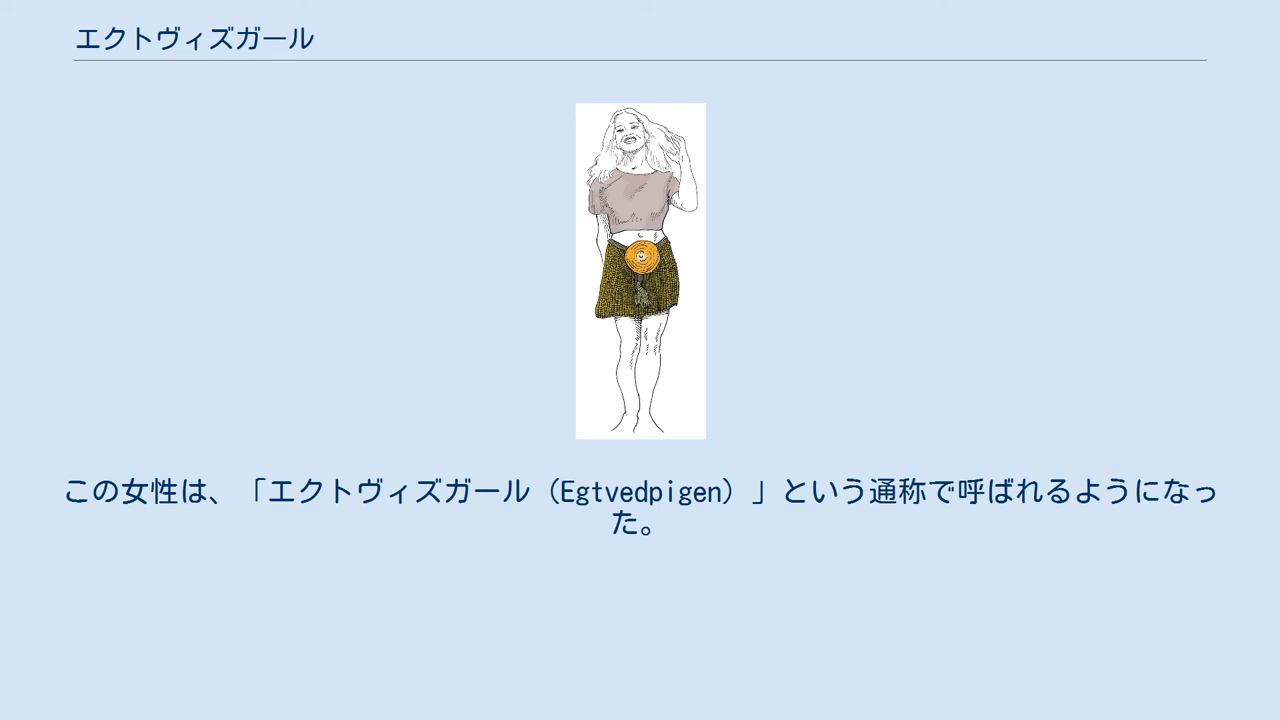 エクトヴィズガール
この女性は、「エクトヴィズガール（Egtvedpigen）」という通称で呼ばれるようになっ
た。